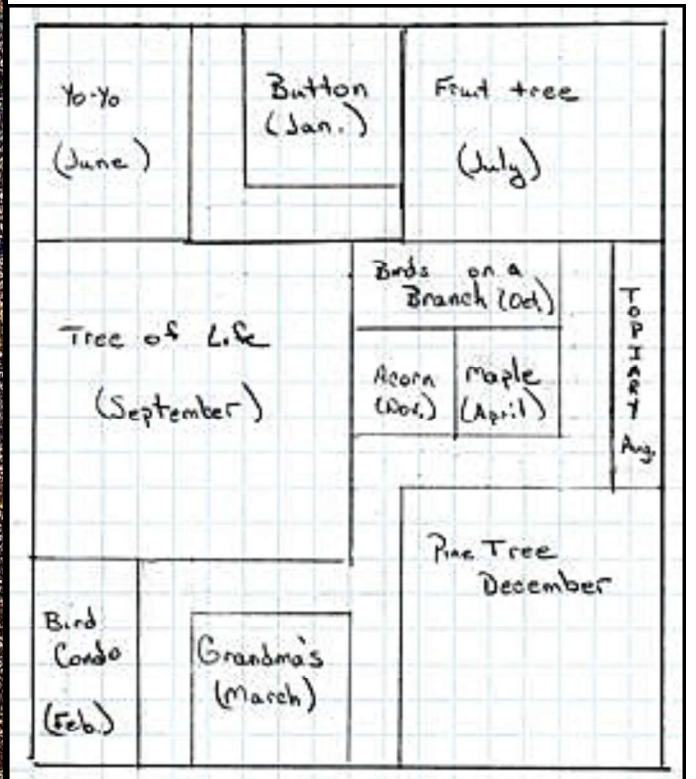 Yo-Yo
(June)
Button
(Jan.)
Fruit tree
(July)
Tree of Life
(September)
Birds on a
Branch (Oct.)
Acorn
(Nov.)
Maple
(April)
TOPIARY
Aug.
Pine Tree
December
Bird
Condo
(Feb.)
Grandma's
(March)